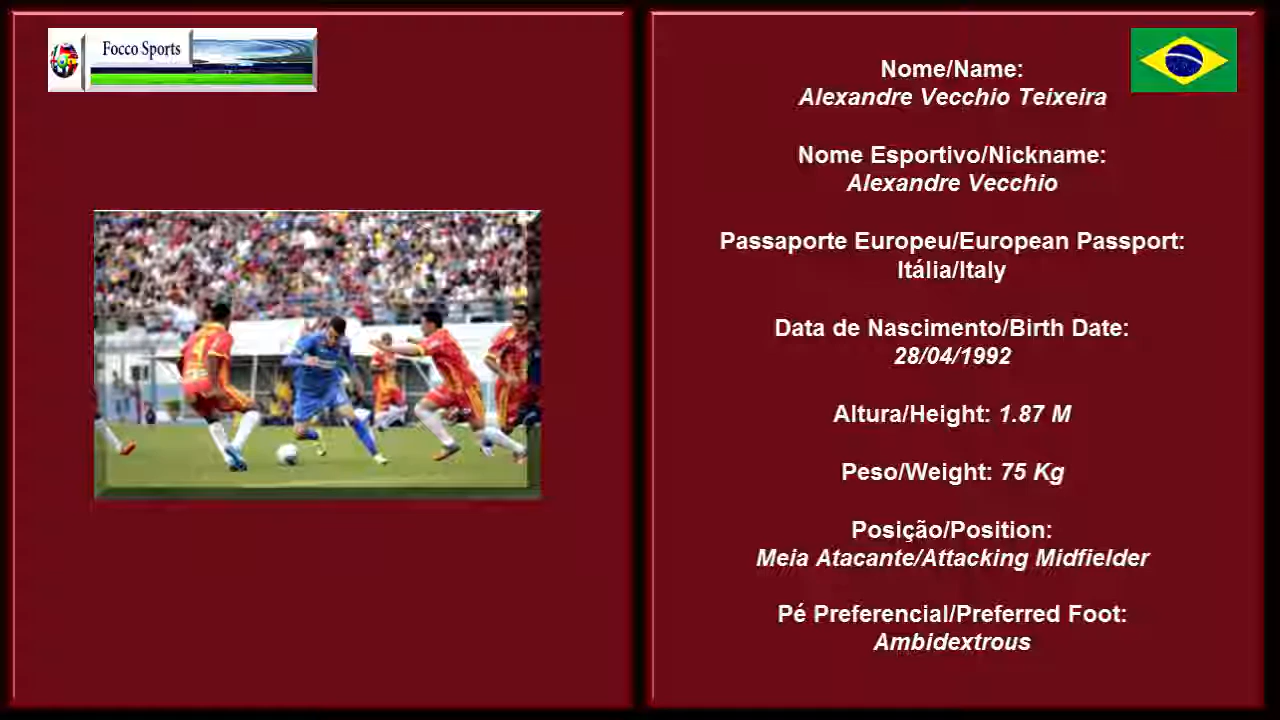 Focco Sports
Nome/Name:
Alexandre Vecchio Teixeira
Nome Esportivo/Nickname:
Alexandre Vecchio
Passaporte Europeu/European Passport:
Itália/Italy
Data de Nascimento/Birth Date:
28/04/1992
Altura/Height: 1.87 M
Peso/Weight: 75 Kg
Posição/Position:
Meia Atacante/Attacking Midfielder
Pé Preferencial/Preferred Foot:
Ambidextrous